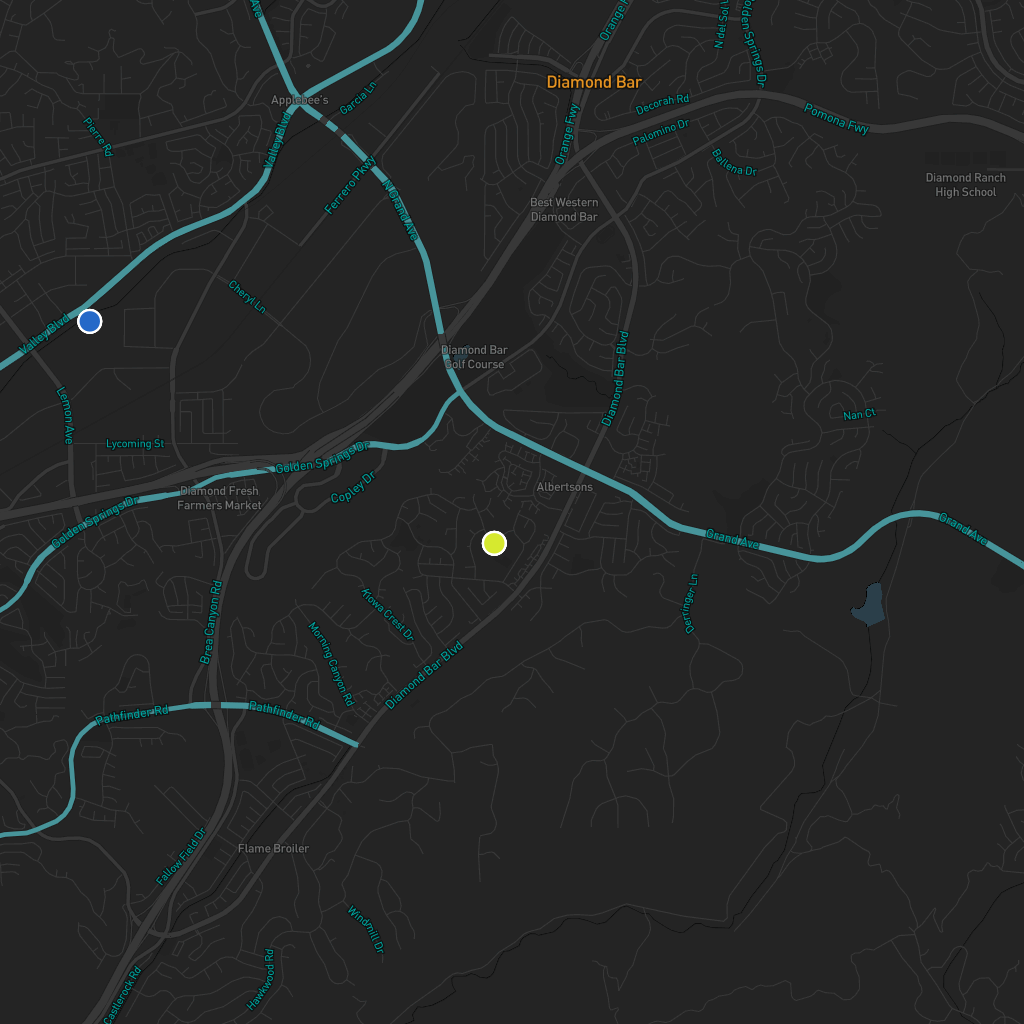 Ave
Orange F
N del Sol
olden Springs Dr
Diamond Bar
Applebee's
Garcia Ln
Decorah Rd
Pomona Fwy
Palomino Dr
Pierre Rd
Valley Blvd
Orange Fwy
Ballena Dr
Ferrero Pkwy
N Grand Ave
Diamond Ranch
High School
Best Western
Diamond Bar
Cheryl Ln
Valley Blvd
Diamond Bar
Golf Course
Diamond Bar Blvd
Lemon Ave
Nan Ct
Lycoming St
Golden Springs Dr
Copley Dr
Albertsons
Diamond Fresh
Farmers Market
Golden Springs Dr
Grand Ave
Grand Ave
Brea Canyon Rd
Kiowa Crest Dr
Derringer Ln
Morning Canyon Rd
Diamond Bar Blvd
Pathfinder Rd
Pathfinder Rd
Flame Broiler
Fallow Field Dr
Windmill Dr
Hawkwood Rd
Castlerock Rd